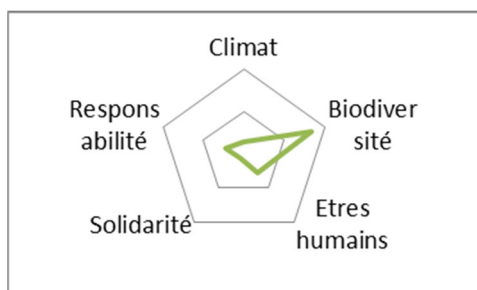 Climat
Respons
abilité
Biodiver
sité
Solidarité
Etres
humains